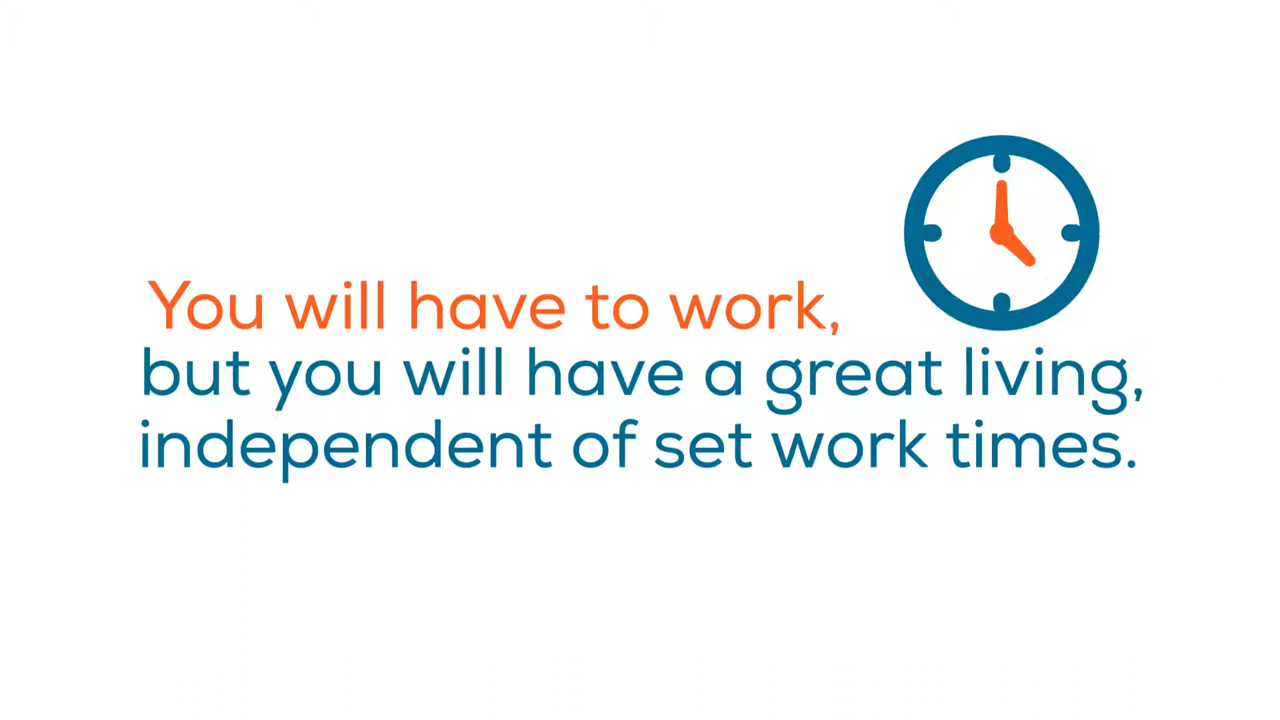 You will have to work,
but you will have a great living,
independent of set work times.